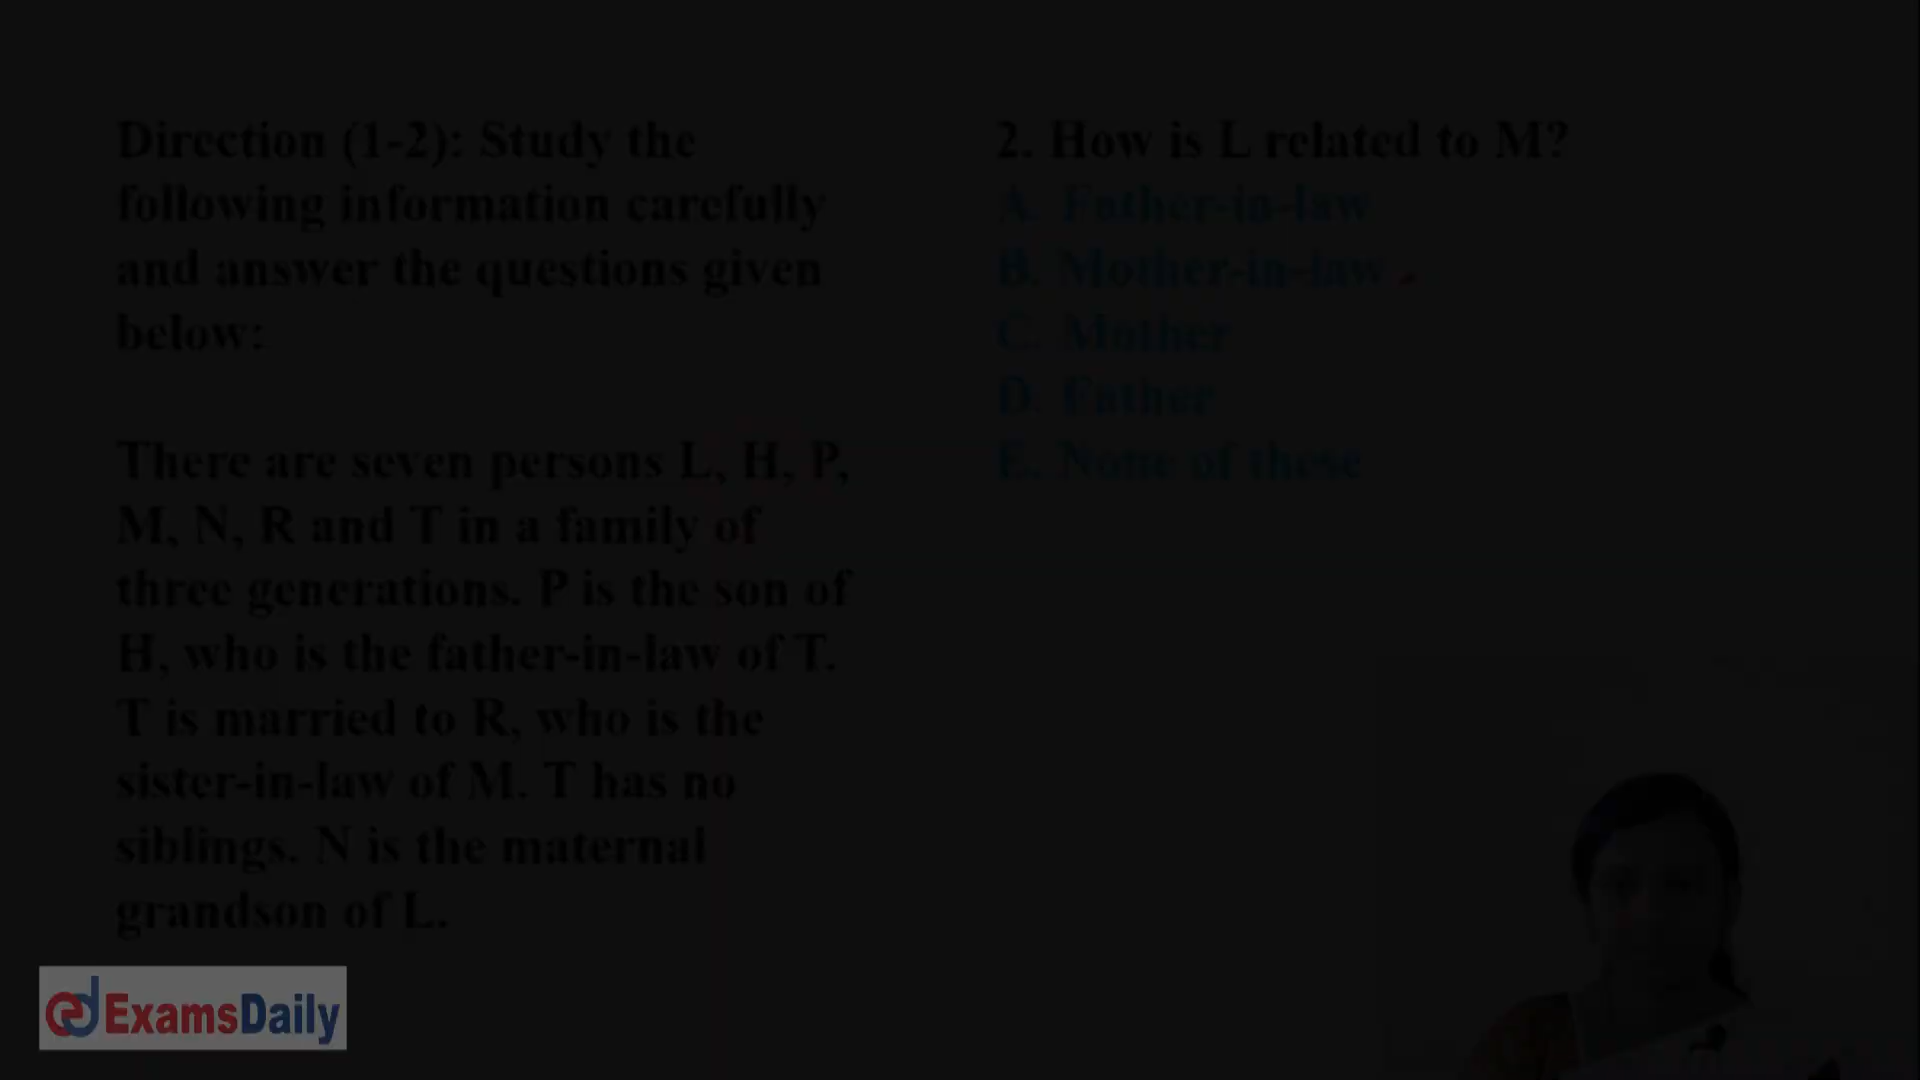 Direction (1-2): Study the
following information carefully
and answer the questions given
below:
There are seven persons L, H, P,
M, N, R and T in a family of
three generations. P is the son of
H, who is the father-in-law of T.
T is married to R, who is the
sister-in-law of M. T has no
siblings. N is the maternal
grandson of L.
2. How is L related to M?
A. Father-in-law
B. Mother-in-law
C. Mother
D. Father
E. None of these
ExamsDaily